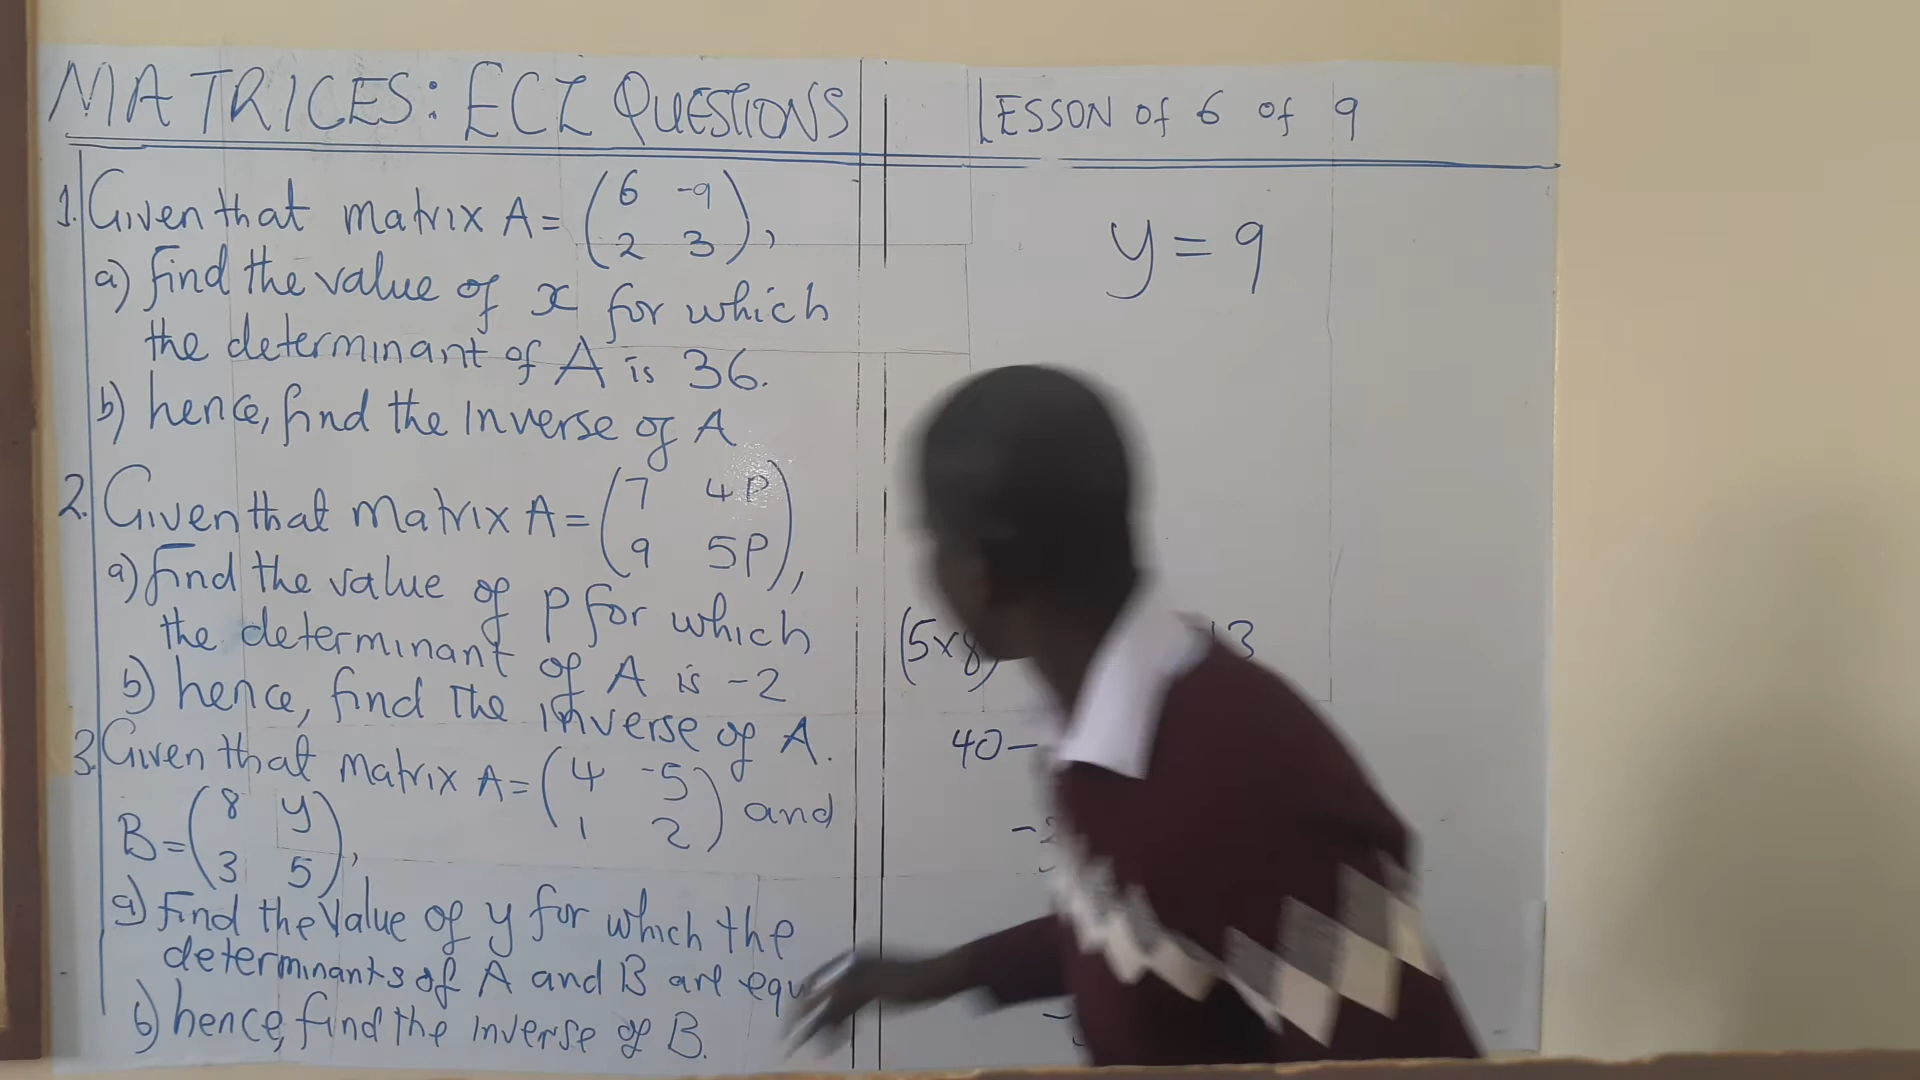 MATRICES: ECZ QUESTIONS
LESSON of 6 of 9
1. Given that matrix A = (6 -9
2 3),
a) find the value of x for which
the determinant of A is 36.
b) hence, find the inverse of A
2. Given that matrix A = (7 4P
9 5P),
a) find the value of P for which
the determinant of A is -2
b) hence, find the inverse of A.
3. Given that matrix A = (4 -5
1 2) and
B = (8 y
3 5),
a) find the value of y for which the
determinants of A and B are
b) hence, find the inverse of B.
y = 9
(5x8) 13
40 -